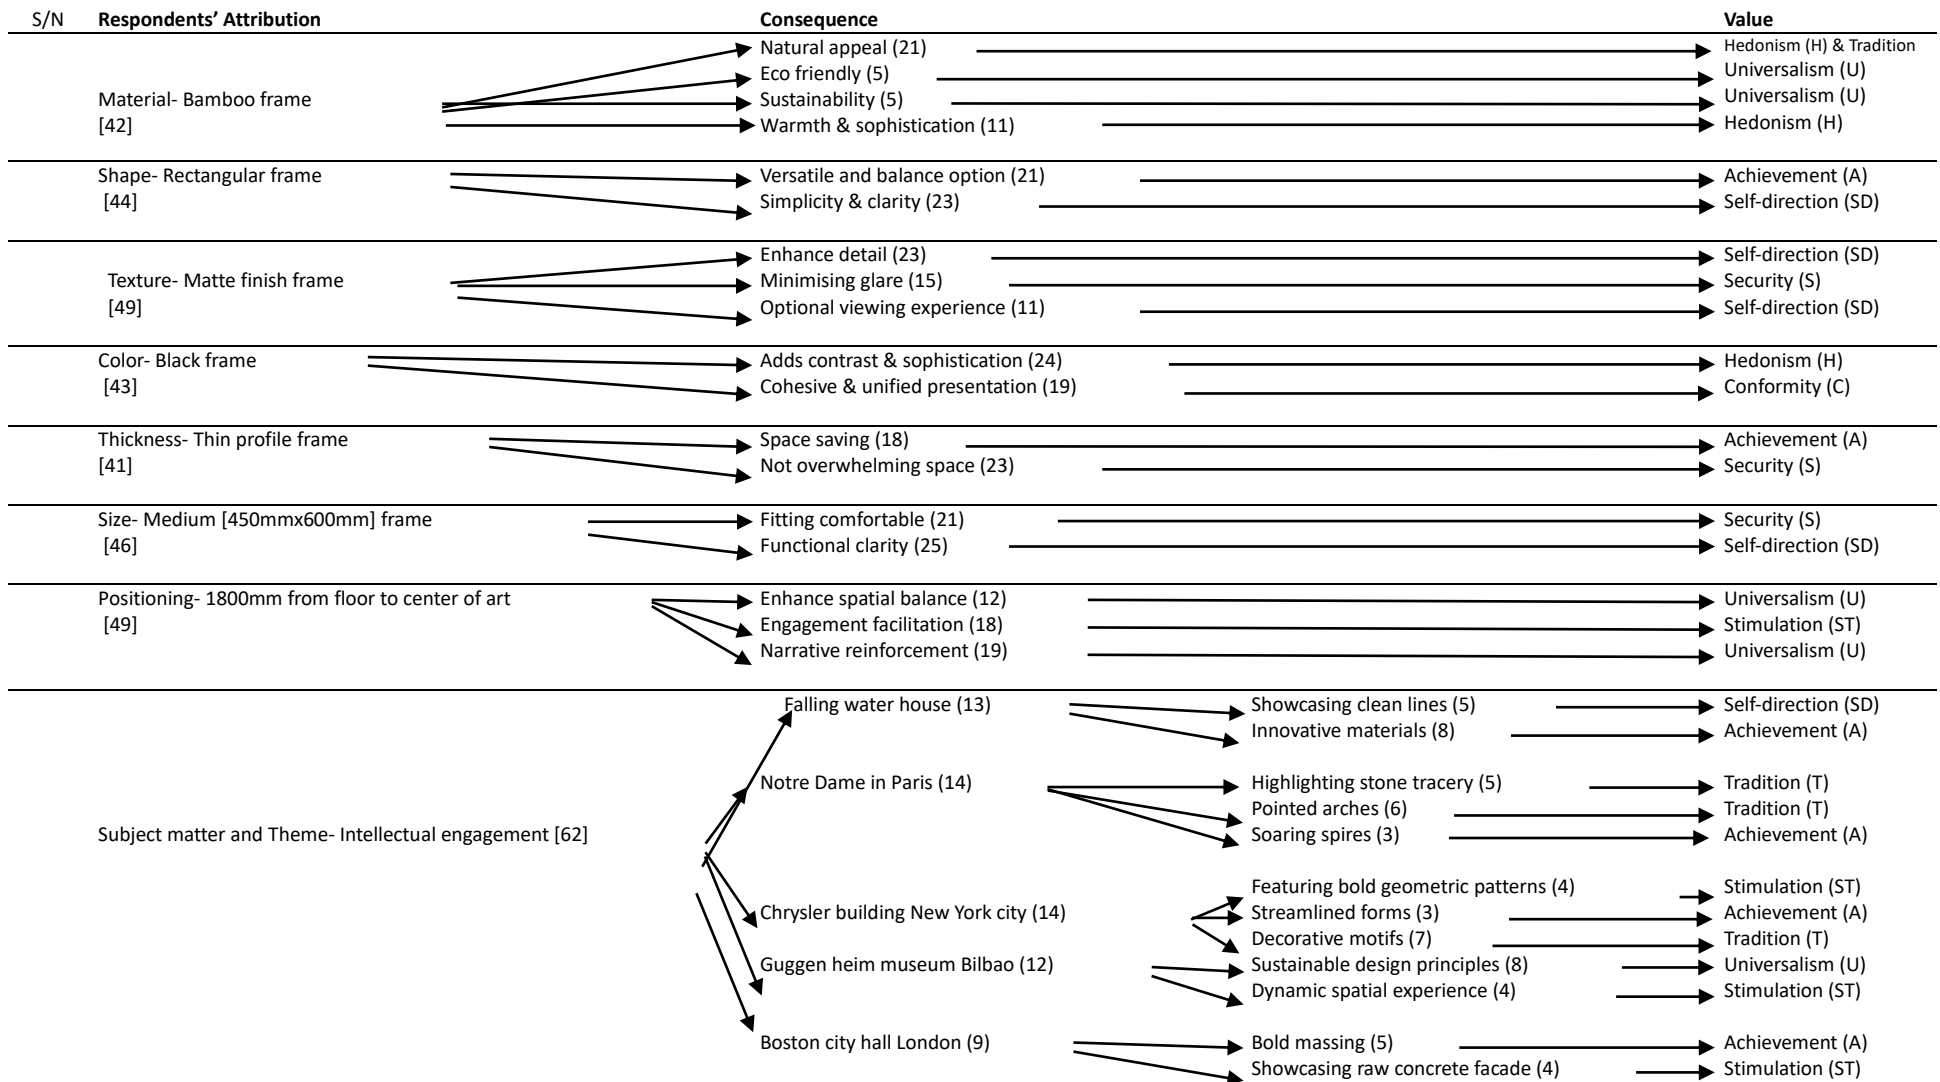 S/N Respondents' Attribution Consequence Value
Natural appeal (21) Hedonism (H) & Tradition
Eco friendly (5) Universalism (U)
Material- Bamboo frame Sustainability (5) Universalism (U)
[42] Warmth & sophistication (11) Hedonism (H)
Shape- Rectangular frame Versatile and balance option (21) Achievement (A)
[44] Simplicity & clarity (23) Self-direction (SD)
Enhance detail (23) Self-direction (SD)
Texture- Matte finish frame Minimising glare (15) Security (S)
[49] Optional viewing experience (11) Self-direction (SD)
Color- Black frame Adds contrast & sophistication (24) Hedonism (H)
[43] Cohesive & unified presentation (19) Conformity (C)
Thickness- Thin profile frame Space saving (18) Achievement (A)
[41] Not overwhelming space (23) Security (S)
Size- Medium [450mmx600mm] frame Fitting comfortable (21) Security (S)
[46] Functional clarity (25) Self-direction (SD)
Positioning- 1800mm from floor to center of art Enhance spatial balance (12) Universalism (U)
[49] Engagement facilitation (18) Stimulation (ST)
Narrative reinforcement (19) Universalism (U)
Falling water house (13) Showcasing clean lines (5) Self-direction (SD)
Innovative materials (8) Achievement (A)
Notre Dame in Paris (14) Highlighting stone tracery (5) Tradition (T)
Pointed arches (6) Tradition (T)
Subject matter and Theme- Intellectual engagement [62] Soaring spires (3) Achievement (A)
Featuring bold geometric patterns (4) Stimulation (ST)
Chrysler building New York city (14) Streamlined forms (3) Achievement (A)
Decorative motifs (7) Tradition (T)
Guggen heim museum Bilbao (12) Sustainable design principles (8) Universalism (U)
Dynamic spatial experience (4) Stimulation (ST)
Boston city hall London (9) Bold massing (5) Achievement (A)
Showcasing raw concrete facade (4) Stimulation (ST)